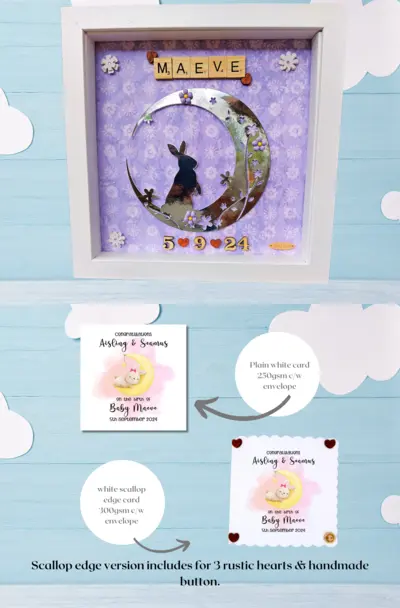 MAEVE
5 9 24
Congratulations
Aisling & Seamus
on the birth of
Baby Maeve
5th September 2024
Plain white card
250gsm c/w
envelope
white scallop
edge card
300gsm c/w
envelope
Congratulations
Aisling & Seamus
on the birth of
Baby Maeve
5th September 2024
Scallop edge version includes for 3 rustic hearts & handmade
button.